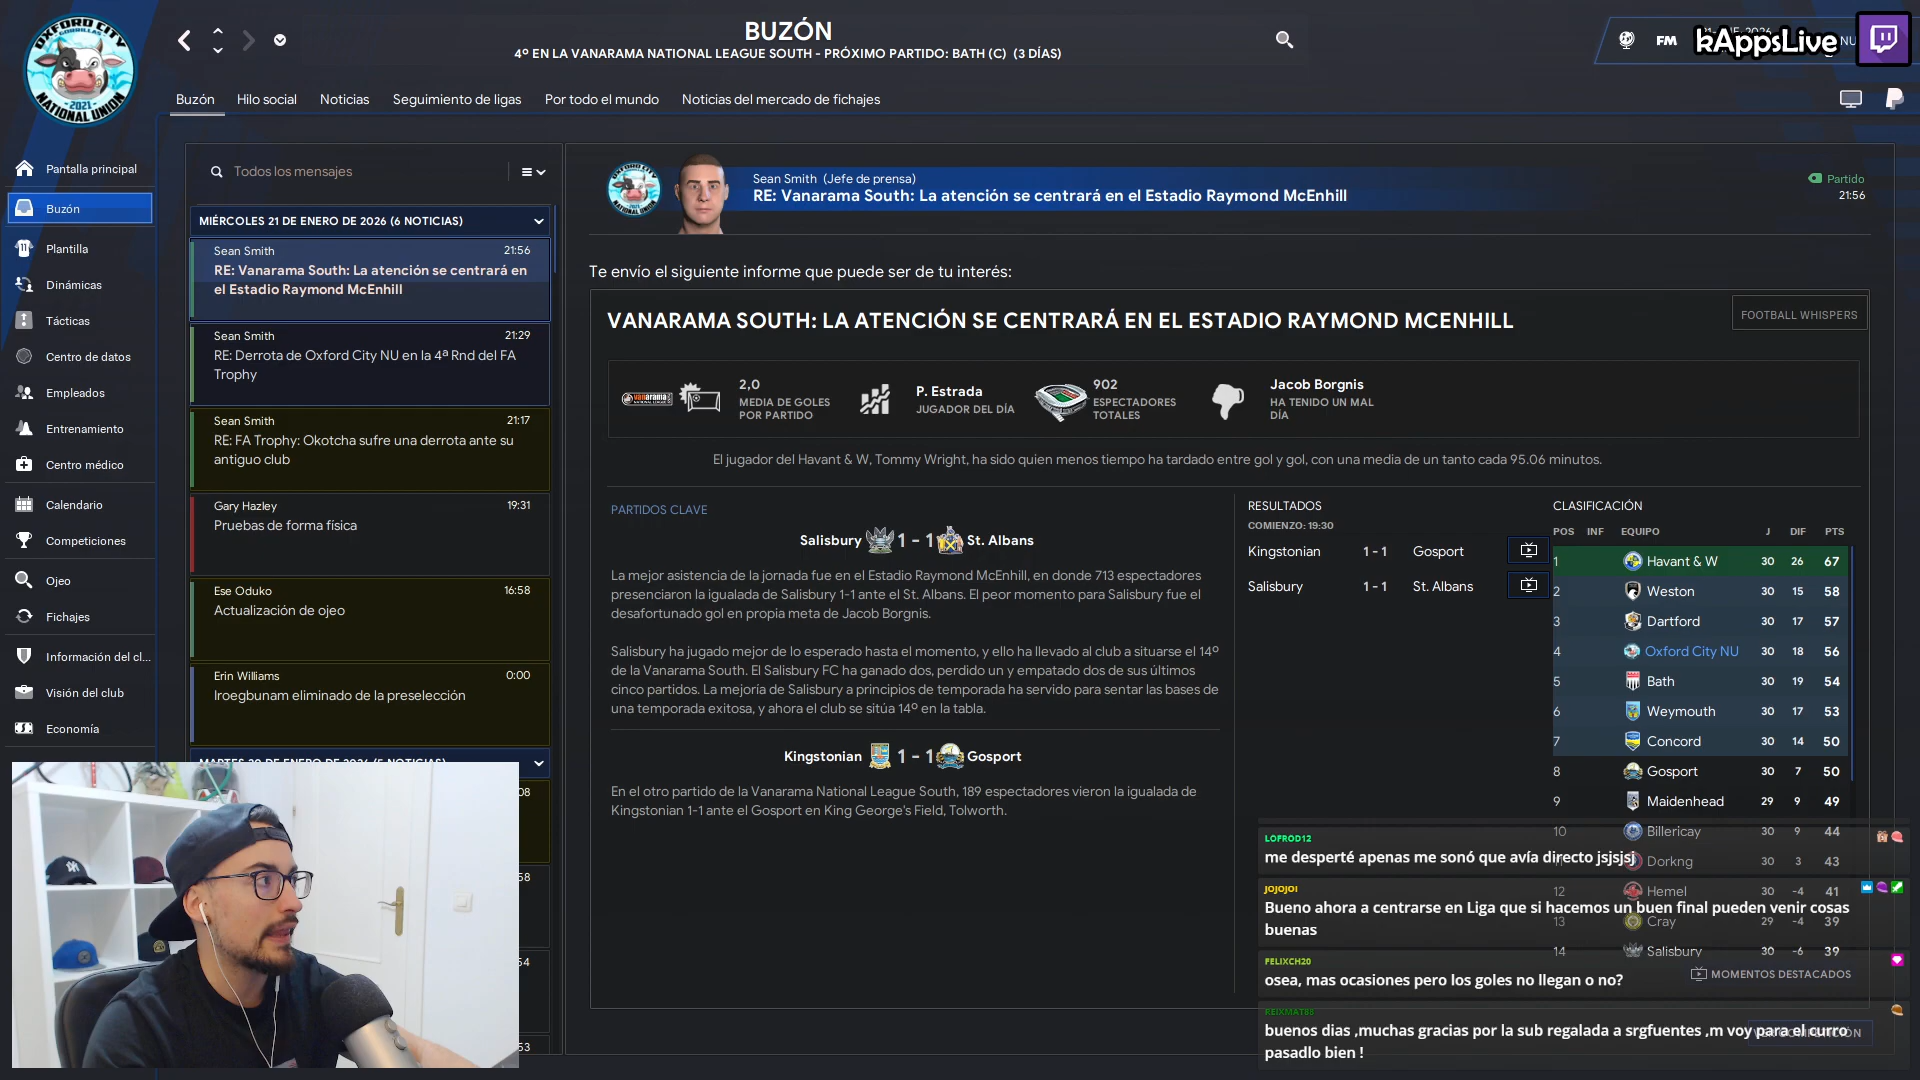 BUZÓN
4º EN LA VANARAMA NATIONAL LEAGUE SOUTH - PRÓXIMO PARTIDO: BATH (C) (3 DÍAS)
FM
kAppsLive
Buzón
Hilo social
Noticias
Seguimiento de ligas
Por todo el mundo
Noticias del mercado de fichajes
OXFORD CITY
GORRILLAS
- 2021 -
NATIONAL UNION
Pantalla principal
Buzón
Plantilla
Dinámicas
Tácticas
Centro de datos
Empleados
Entrenamiento
Centro médico
Calendario
Competiciones
Ojeo
Fichajes
Información del cl...
Visión del club
Economía
Todos los mensajes
MIÉRCOLES 21 DE ENERO DE 2026 (6 NOTICIAS)
Sean Smith 21:56
RE: Vanarama South: La atención se centrará en
el Estadio Raymond McEnhill
Sean Smith 21:29
RE: Derrota de Oxford City NU en la 4ª Rnd del FA
Trophy
Sean Smith 21:17
RE: FA Trophy: Okotcha sufre una derrota ante su
antiguo club
Gary Hazley 19:31
Pruebas de forma física
Ese Oduko 16:58
Actualización de ojeo
Erin Williams 0:00
Iroegbunam eliminado de la preselección
Sean Smith (Jefe de prensa)
RE: Vanarama South: La atención se centrará en el Estadio Raymond McEnhill
Partido
21:56
Te envío el siguiente informe que puede ser de tu interés:
VANARAMA SOUTH: LA ATENCIÓN SE CENTRARÁ EN EL ESTADIO RAYMOND MCENHILL
FOOTBALL WHISPERS
2,0
MEDIA DE GOLES
POR PARTIDO
P. Estrada
JUGADOR DEL DÍA
902
ESPECTADORES
TOTALES
Jacob Borgnis
HA TENIDO UN MAL
DÍA
El jugador del Havant & W, Tommy Wright, ha sido quien menos tiempo ha tardado entre gol y gol, con una media de un tanto cada 95.06 minutos.
PARTIDOS CLAVE
Salisbury 1 - 1 St. Albans
La mejor asistencia de la jornada fue en el Estadio Raymond McEnhill, en donde 713 espectadores
presenciaron la igualada de Salisbury 1-1 ante el St. Albans. El peor momento para Salisbury fue el
desafortunado gol en propia meta de Jacob Borgnis.
Salisbury ha jugado mejor de lo esperado hasta el momento, y ello ha llevado al club a situarse el 14º
de la Vanarama South. El Salisbury FC ha ganado dos, perdido un y empatado dos de sus últimos
cinco partidos. La mejoría de Salisbury a principios de temporada ha servido para sentar las bases de
una temporada exitosa, y ahora el club se sitúa 14º en la tabla.
Kingstonian 1 - 1 Gosport
En el otro partido de la Vanarama National League South, 189 espectadores vieron la igualada de
Kingstonian 1-1 ante el Gosport en King George's Field, Tolworth.
RESULTADOS
COMIENZO: 19:30
Kingstonian 1 - 1 Gosport
Salisbury 1 - 1 St. Albans
CLASIFICACIÓN
POS INF EQUIPO J DIF PTS
1 Havant & W 30 26 67
2 Weston 30 15 58
3 Dartford 30 17 57
4 Oxford City NU 30 18 56
5 Bath 30 19 54
6 Weymouth 30 17 53
7 Concord 30 14 50
8 Gosport 30 7 50
9 Maidenhead 29 9 49
10 Billericay 30 9 44
Dorkng 30 3 43
12 Hemel 30 -4 41
13 Cray 29 -4 39
14 Salisbury 30 -6 39
MOMENTOS DESTACADOS
LOFROD12
me desperté apenas me sonó que avía directo jsjsjsj
JOJOJOI
Bueno ahora a centrarse en Liga que si hacemos un buen final pueden venir cosas
buenas
FELIXCH20
osea, mas ocasiones pero los goles no llegan o no?
REIXMAT88
buenos dias ,muchas gracias por la sub regalada a srgfuentes ,m voy para el curro
pasadlo bien !